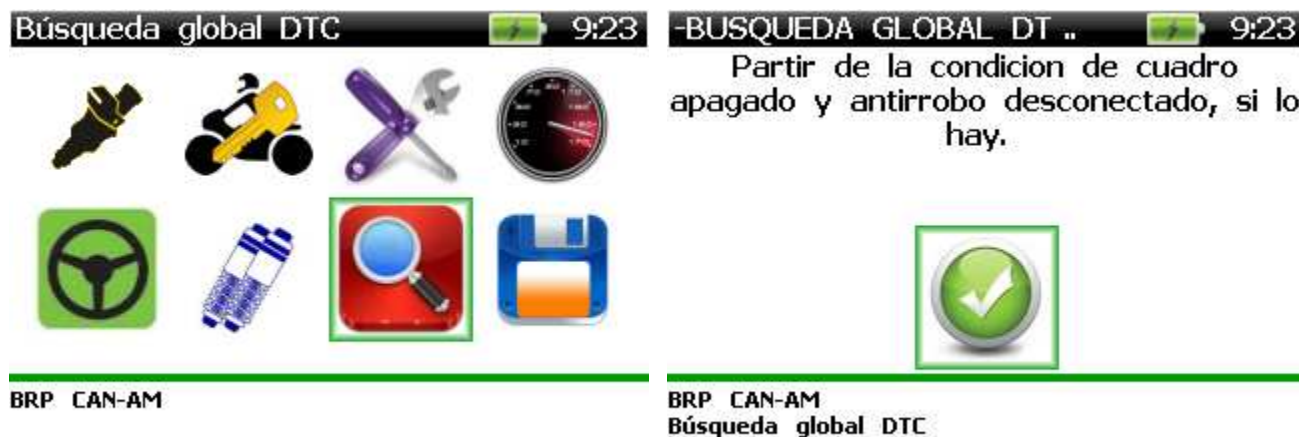 Búsqueda global DTC 9:23
BRP CAN-AM
-BUSQUEDA GLOBAL DT .. 9:23
Partir de la condicion de cuadro
apagado y antirrobo desconectado, si lo
hay.
BRP CAN-AM
Búsqueda global DTC